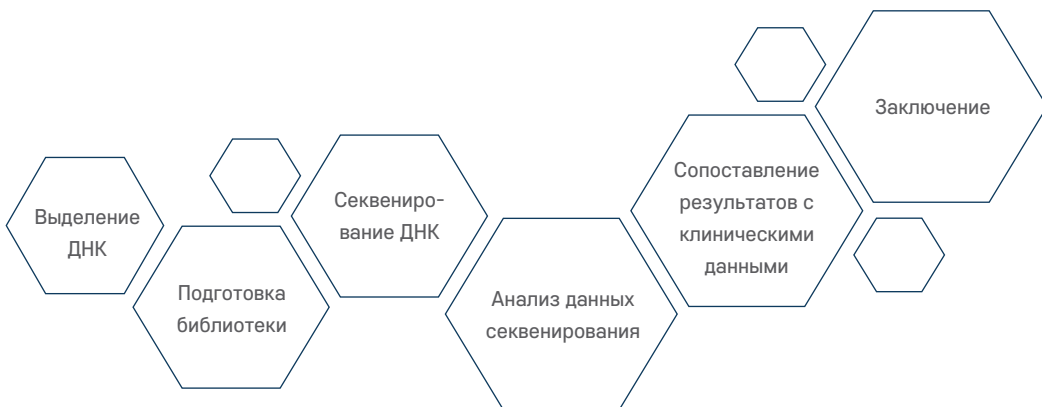 Выделение
ДНК
Подготовка
библиотеки
Секвениро-
вание ДНК
Анализ данных
секвенирования
Сопоставление
результатов с
клиническими
данными
Заключение